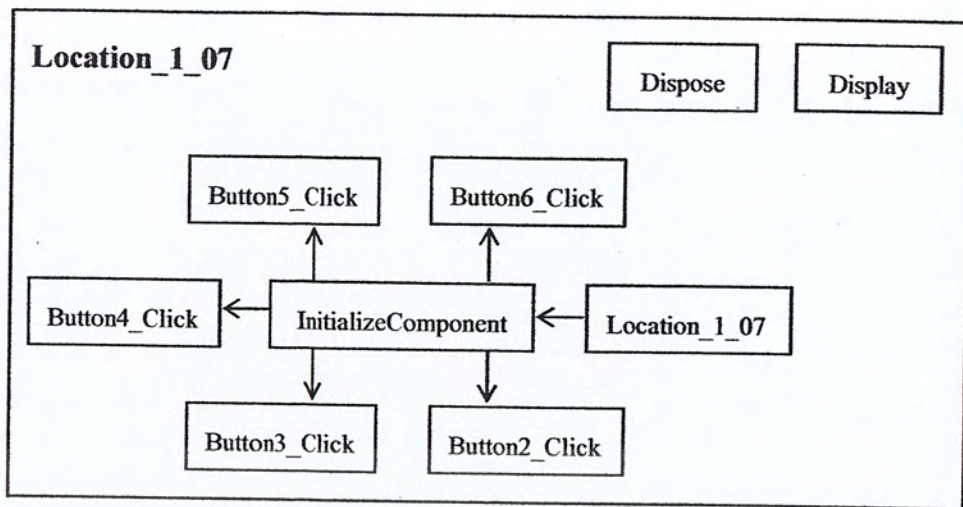 Location_1_07
Dispose
Display
Button5_Click
Button6_Click
Button4_Click
InitializeComponent
Location_1_07
Button3_Click
Button2_Click